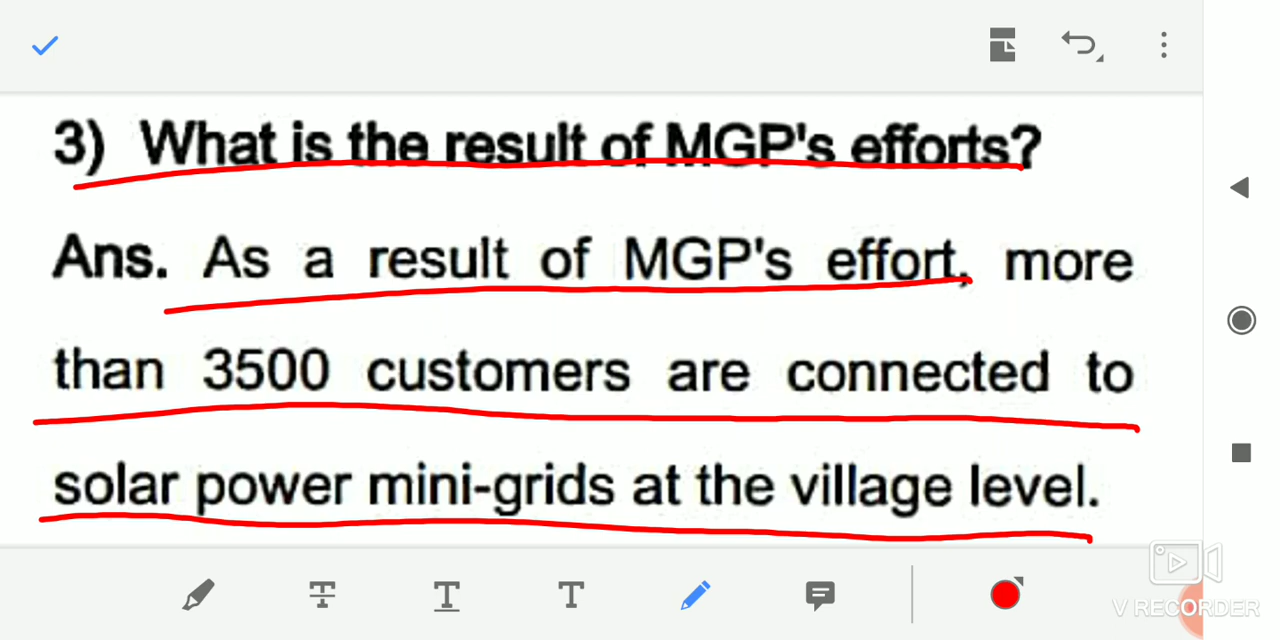 3) What is the result of MGP's efforts?
Ans. As a result of MGP's effort, more
than 3500 customers are connected to
solar power mini-grids at the village level.
T T T
V RECORDER